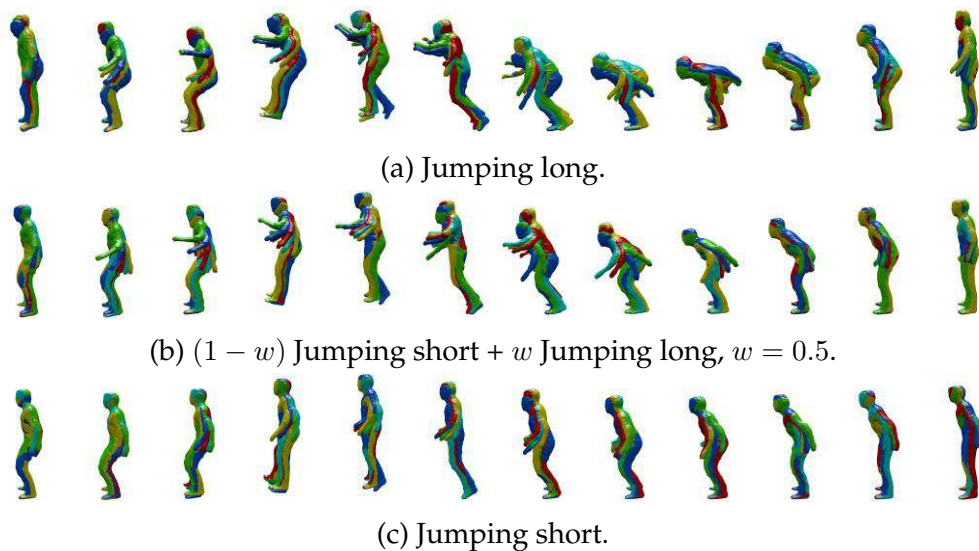 (a) Jumping long.
(b) (1 − w) Jumping short + w Jumping long, w = 0.5.
(c) Jumping short.